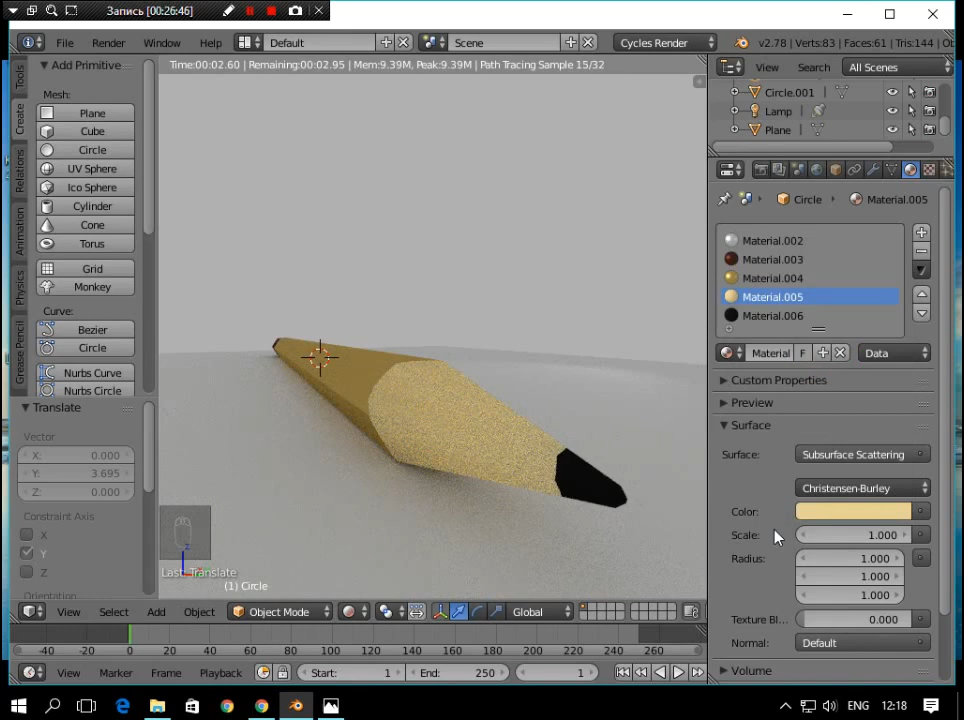 Запись [00:26:46]
File Render Window Help Default Scene Cycles Render v2.78 | Verts:83 | Faces:61 | Tris:144 | Ob
Time:00:02.60 | Remaining:00:02.95 | Mem:9.39M, Peak:9.39M | Path Tracing Sample 15/32
View Search All Scenes
Circle.001
Lamp
Plane
Tools
Create
Relations
Animation
Physics
Grease Pencil
Add Primitive
Mesh:
Plane
Cube
Circle
UV Sphere
Ico Sphere
Cylinder
Cone
Torus
Grid
Monkey
Curve:
Bezier
Circle
Nurbs Curve
Nurbs Circle
Translate
Vector
X: 0.000
Y: 3.695
Z: 0.000
Constraint Axis
X
Y
Z
Orientation
z
Last: Translate
(1) Circle
Circle Material.005
Material.002
Material.003
Material.004
Material.005
Material.006
Material F Data
Custom Properties
Preview
Surface
Surface: Subsurface Scattering
Christensen-Burley
Color:
Scale: 1.000
Radius: 1.000
1.000
1.000
Texture Bl... 0.000
Normal: Default
Volume
View Select Add Object Object Mode Global
-40 -20 0 20 40 60 80 100 120 140 160 180 200 220 240 260
View Marker Frame Playback Start: 1 End: 250 1
ENG 12:18